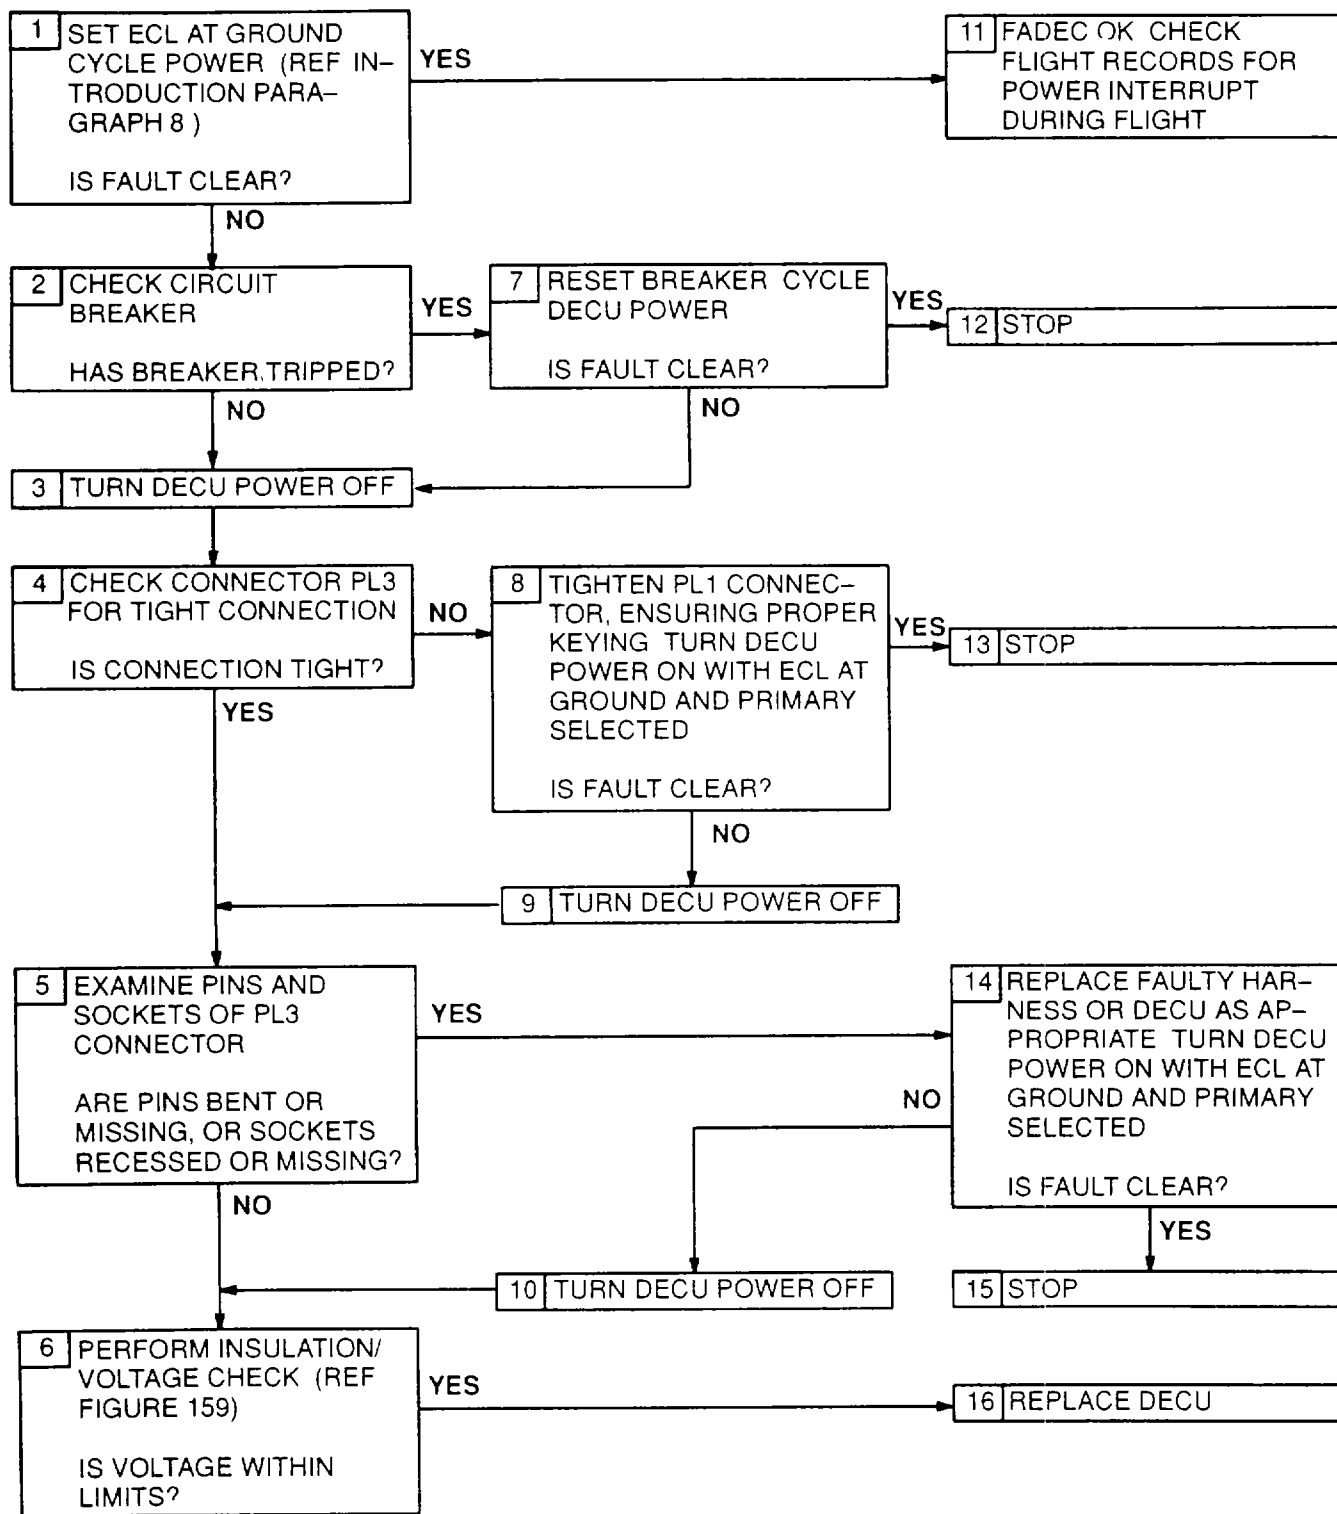 1 SET ECL AT GROUND
CYCLE POWER (REF IN-
TRODUCTION PARA-
GRAPH 8 )
IS FAULT CLEAR?
YES
NO
11 FADEC OK CHECK
FLIGHT RECORDS FOR
POWER INTERRUPT
DURING FLIGHT
2 CHECK CIRCUIT
BREAKER
HAS BREAKER TRIPPED?
YES
NO
7 RESET BREAKER CYCLE
DECU POWER
IS FAULT CLEAR?
YES
NO
12 STOP
3 TURN DECU POWER OFF
4 CHECK CONNECTOR PL3
FOR TIGHT CONNECTION
IS CONNECTION TIGHT?
NO
YES
8 TIGHTEN PL1 CONNEC-
TOR, ENSURING PROPER
KEYING TURN DECU
POWER ON WITH ECL AT
GROUND AND PRIMARY
SELECTED
IS FAULT CLEAR?
YES
NO
13 STOP
9 TURN DECU POWER OFF
5 EXAMINE PINS AND
SOCKETS OF PL3
CONNECTOR
ARE PINS BENT OR
MISSING, OR SOCKETS
RECESSED OR MISSING?
YES
NO
14 REPLACE FAULTY HAR-
NESS OR DECU AS AP-
PROPRIATE TURN DECU
POWER ON WITH ECL AT
GROUND AND PRIMARY
SELECTED
IS FAULT CLEAR?
NO
YES
10 TURN DECU POWER OFF
15 STOP
6 PERFORM INSULATION/
VOLTAGE CHECK (REF
FIGURE 159)
IS VOLTAGE WITHIN
LIMITS?
YES
16 REPLACE DECU